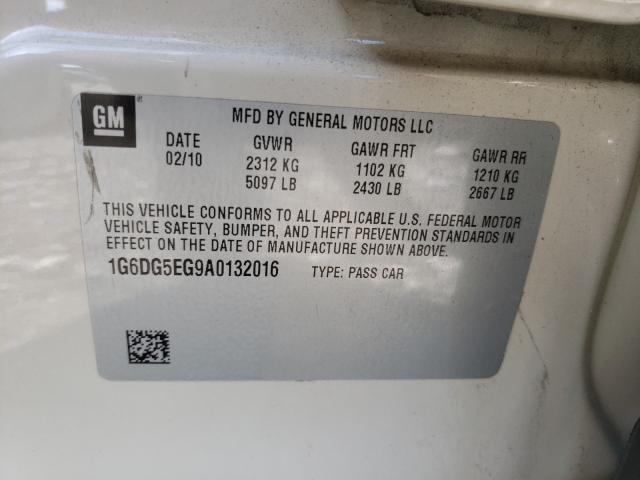 GM
MFD BY GENERAL MOTORS LLC
DATE GVWR GAWR FRT GAWR RR
02/10 2312 KG 1102 KG 1210 KG
5097 LB 2430 LB 2667 LB
THIS VEHICLE CONFORMS TO ALL APPLICABLE U.S. FEDERAL MOTOR
VEHICLE SAFETY, BUMPER, AND THEFT PREVENTION STANDARDS IN
EFFECT ON THE DATE OF MANUFACTURE SHOWN ABOVE.
1G6DG5EG9A0132016 TYPE: PASS CAR